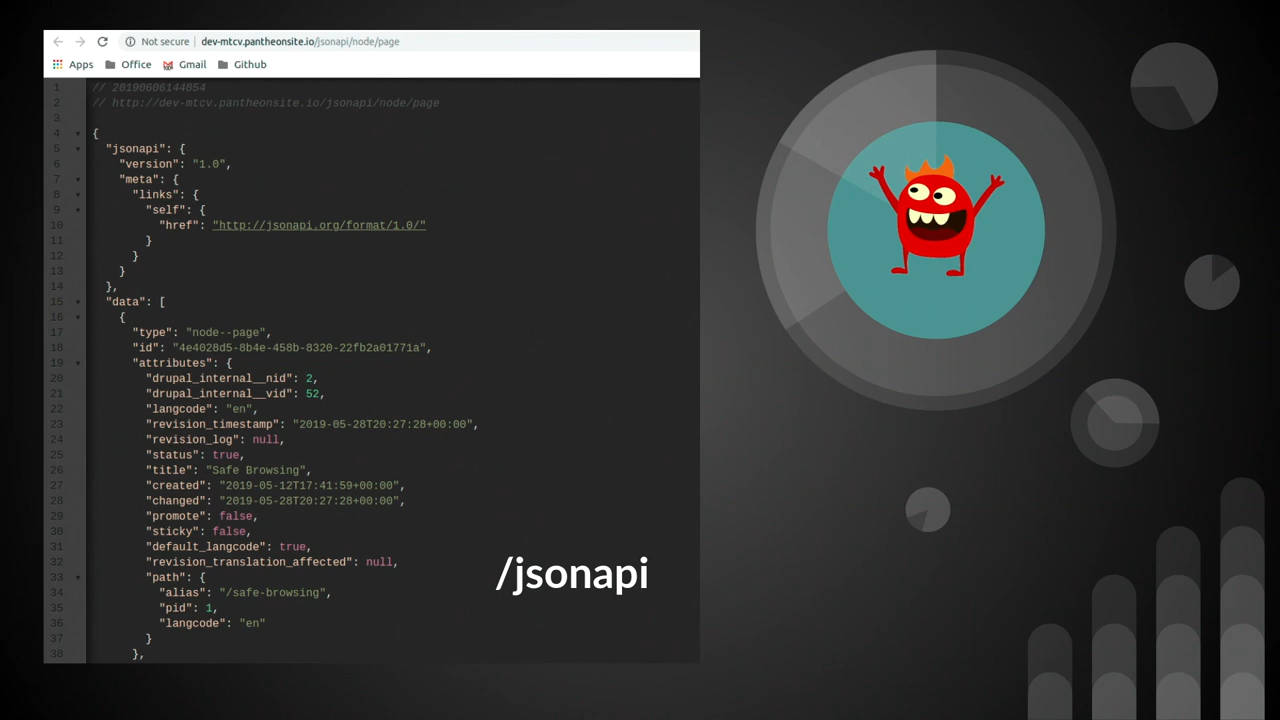 Not secure dev-mtcv.pantheonsite.io/jsonapi/node/page
Apps Office Gmail Github
1 // 20190606144854
2 // http://dev-mtcv.pantheonsite.io/jsonapi/node/page
3
4 {
5 "jsonapi": {
6 "version": "1.0",
7 "meta": {
8 "links": {
9 "self": {
10 "href": "http://jsonapi.org/format/1.0/"
11 }
12 }
13 }
14 },
15 "data": [
16 {
17 "type": "node--page",
18 "id": "4e4028d5-8b4e-458b-8320-22fb2a01771a",
19 "attributes": {
20 "drupal_internal__nid": 2,
21 "drupal_internal__vid": 52,
22 "langcode": "en",
23 "revision_timestamp": "2019-05-28T20:27:28+00:00",
24 "revision_log": null,
25 "status": true,
26 "title": "Safe Browsing",
27 "created": "2019-05-12T17:41:59+00:00",
28 "changed": "2019-05-28T20:27:28+00:00",
29 "promote": false,
30 "sticky": false,
31 "default_langcode": true,
32 "revision_translation_affected": null,
33 "path": {
34 "alias": "/safe-browsing",
35 "pid": 1,
36 "langcode": "en"
37 }
38 },
/jsonapi